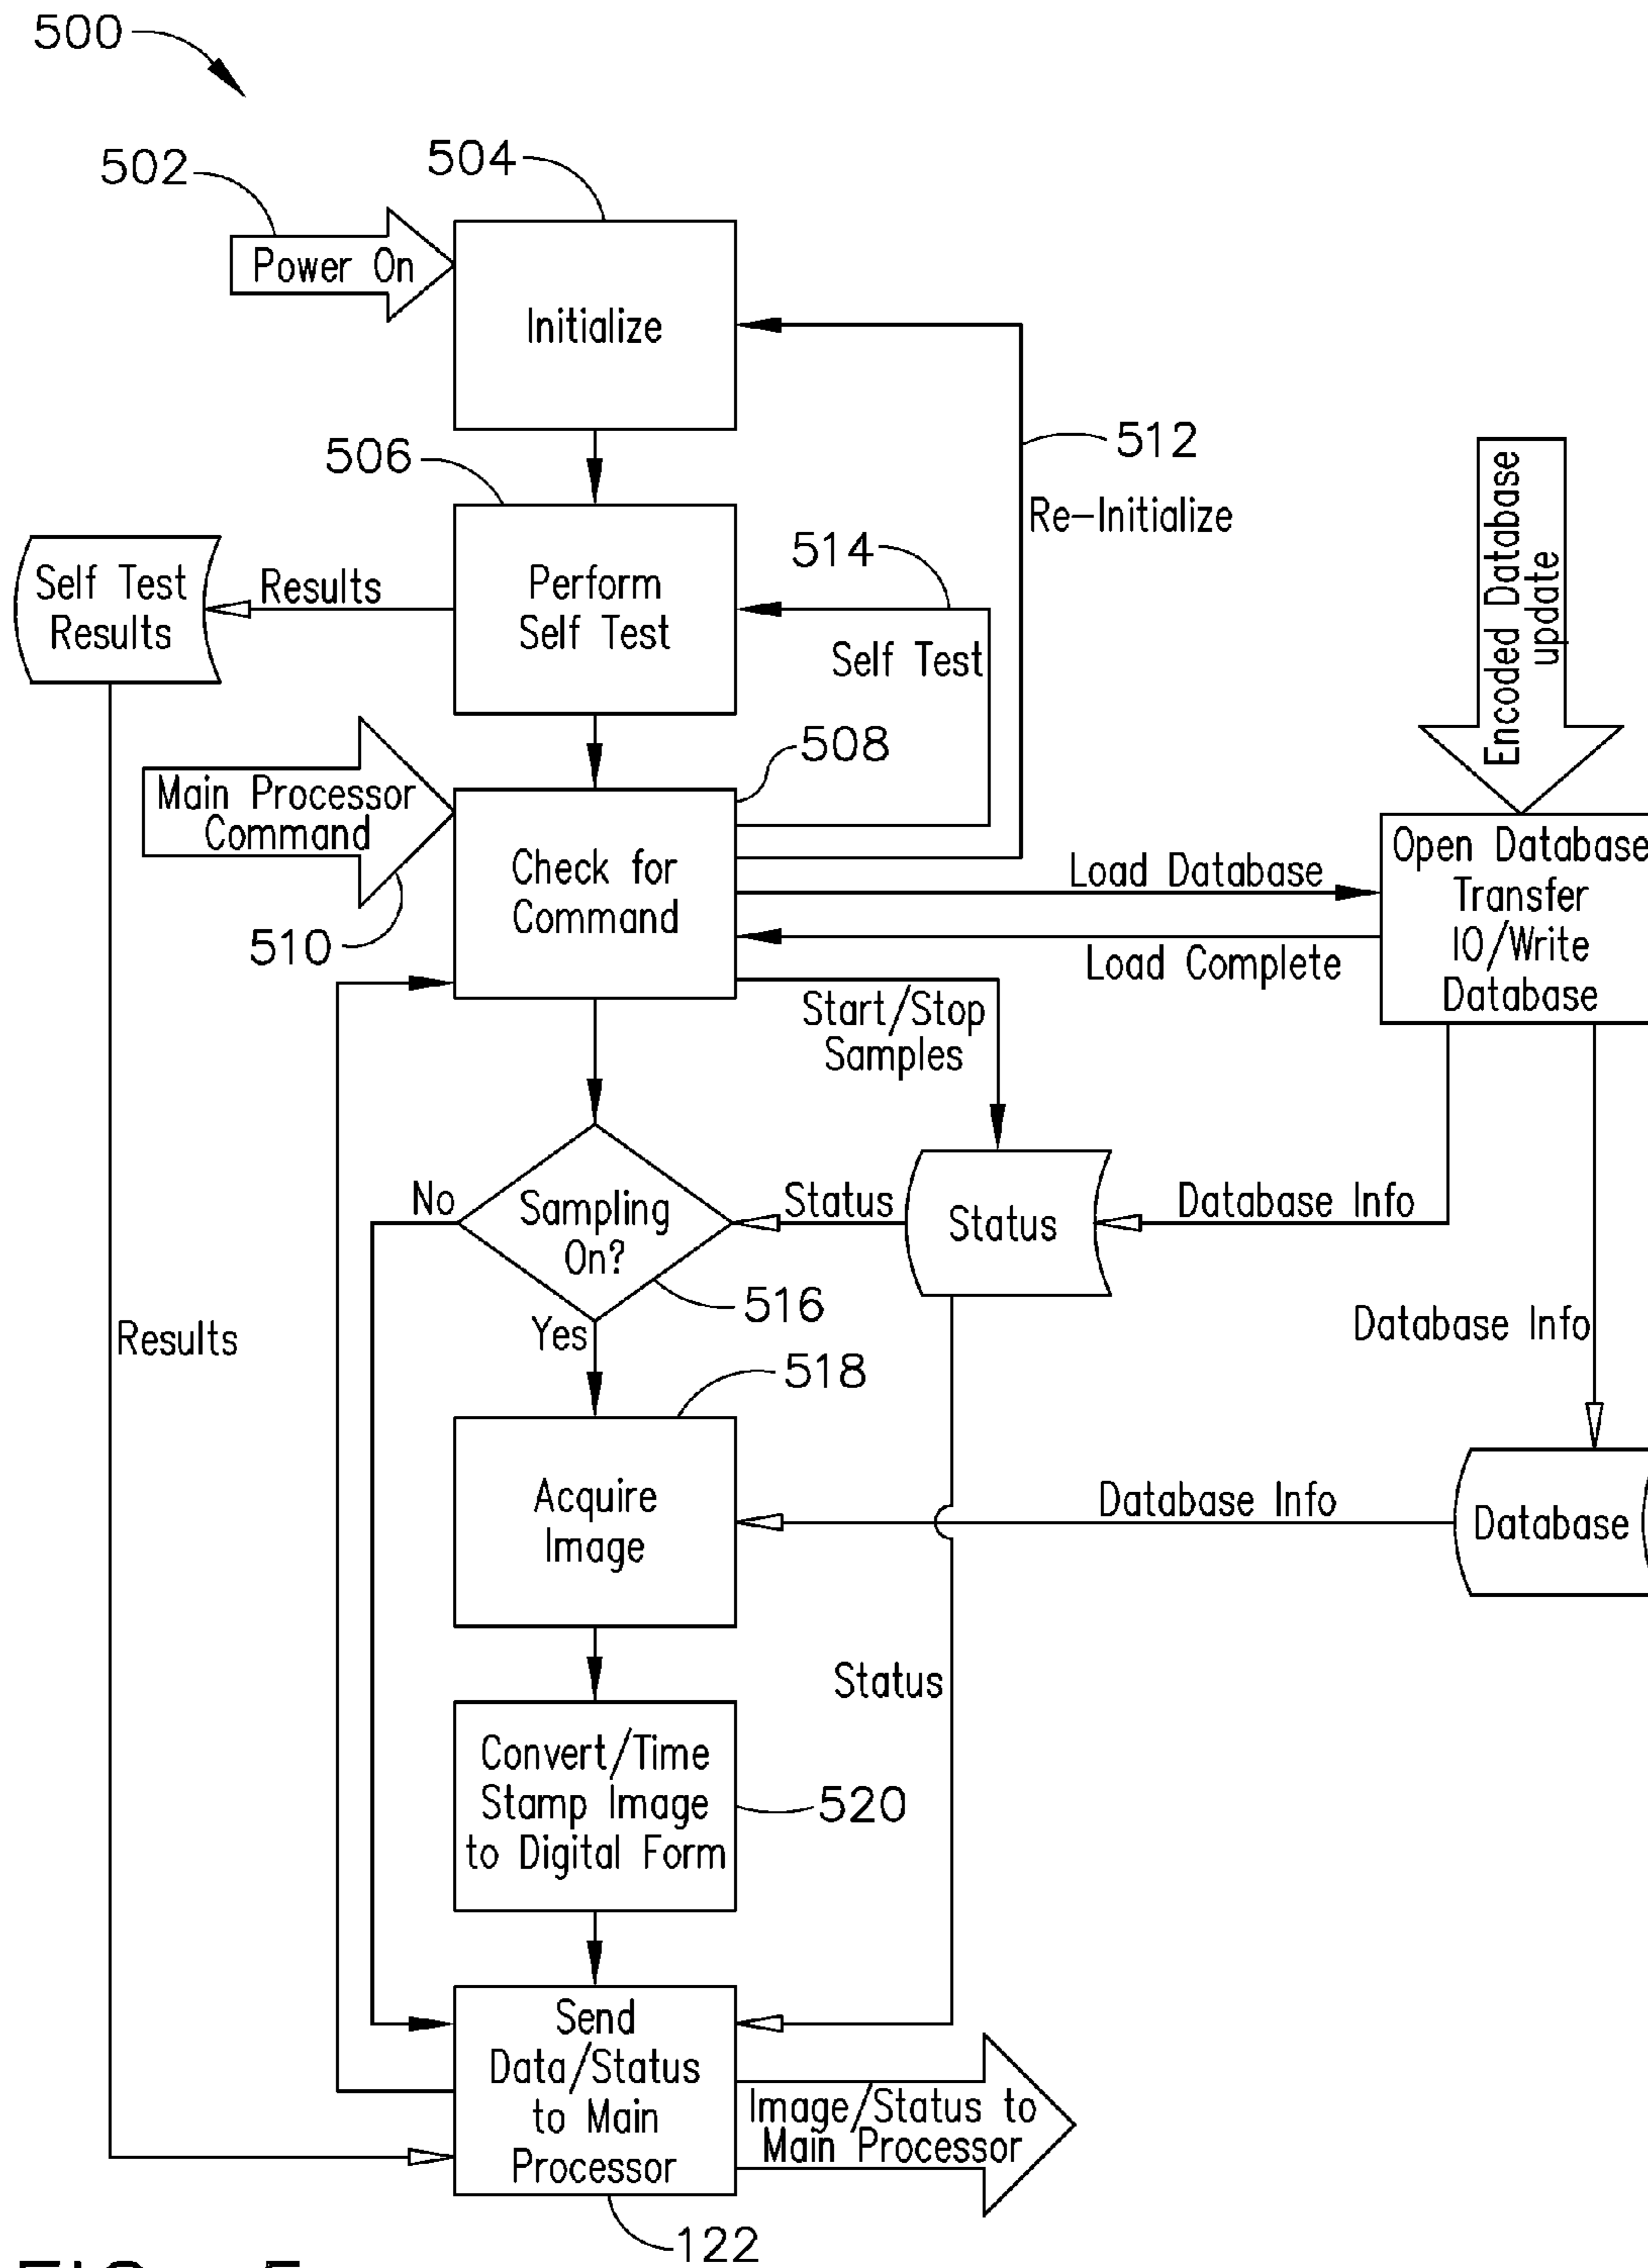 500
502
504
Power On
Initialize
506
512
Re-Initialize
514
Self Test
Results
Results
Perform
Self Test
Self Test
Encoded Database
update
508
Main Processor
Command
510
Check for
Command
Load Database
Load Complete
Open Database
Transfer
IO/Write
Database
Start/Stop
Samples
No
Sampling
On?
Status
Status
Database Info
516
Yes
Results
Database Info
518
Acquire
Image
Database Info
Database
Status
Convert/Time
Stamp Image
to Digital Form
520
Send
Data/Status
to Main
Processor
Image/Status to
Main Processor
122